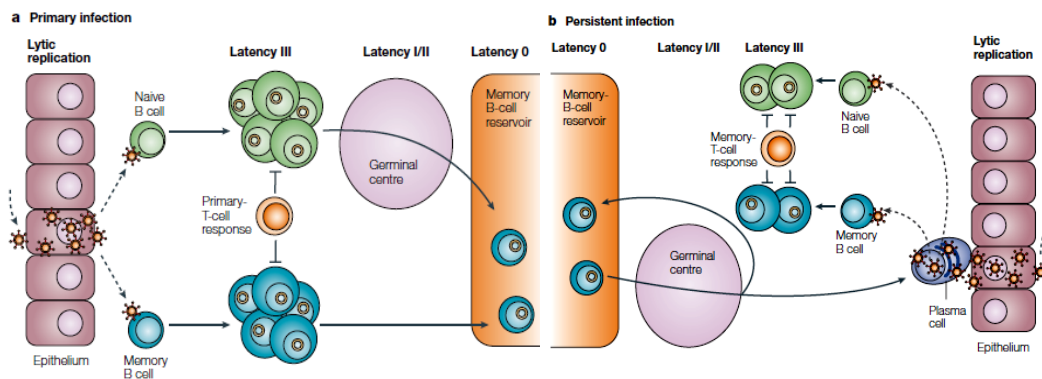 a Primary infection
Lytic
replication
Latency III
Latency I/II
Latency 0
Naive
B cell
Memory
B-cell
reservoir
Germinal
centre
Primary-
T-cell
response
Epithelium
Memory
B cell
b Persistent infection
Latency 0
Latency I/II
Latency III
Lytic
replication
Memory-
B-cell
reservoir
Naive
B cell
Memory-
T-cell
response
Memory
B cell
Germinal
centre
Plasma
cell
Epithelium